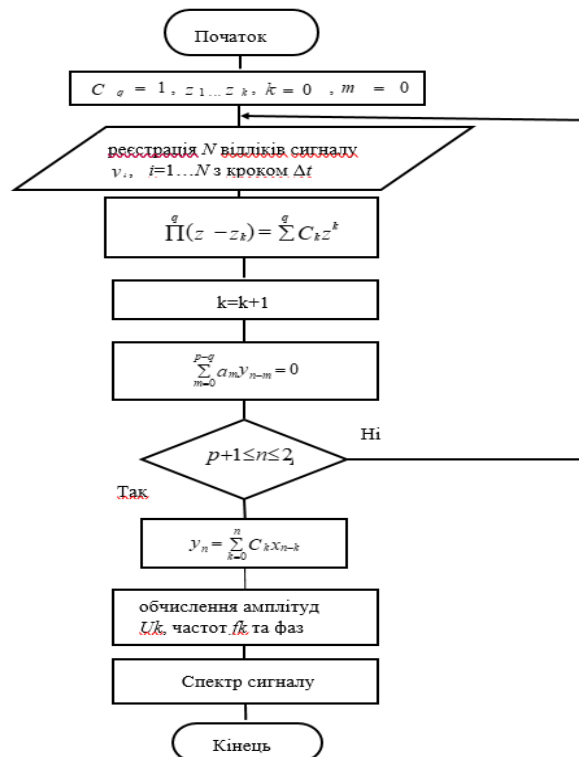 Початок
C q = 1 , z 1 ... z k , k = 0 , m = 0
реєстрація N відліків сигналу
y i , i=1…N з кроком Δt
q q
∏(z − z k) = ∑ C k z k
k=k+1
p−q
∑ a m y n−m = 0
m=0
p+1≤n≤2
Ні
Так
n
y n = ∑ C k x n−k
k=0
обчислення амплітуд
Uk, частот fk та фаз
Спектр сигналу
Кінець